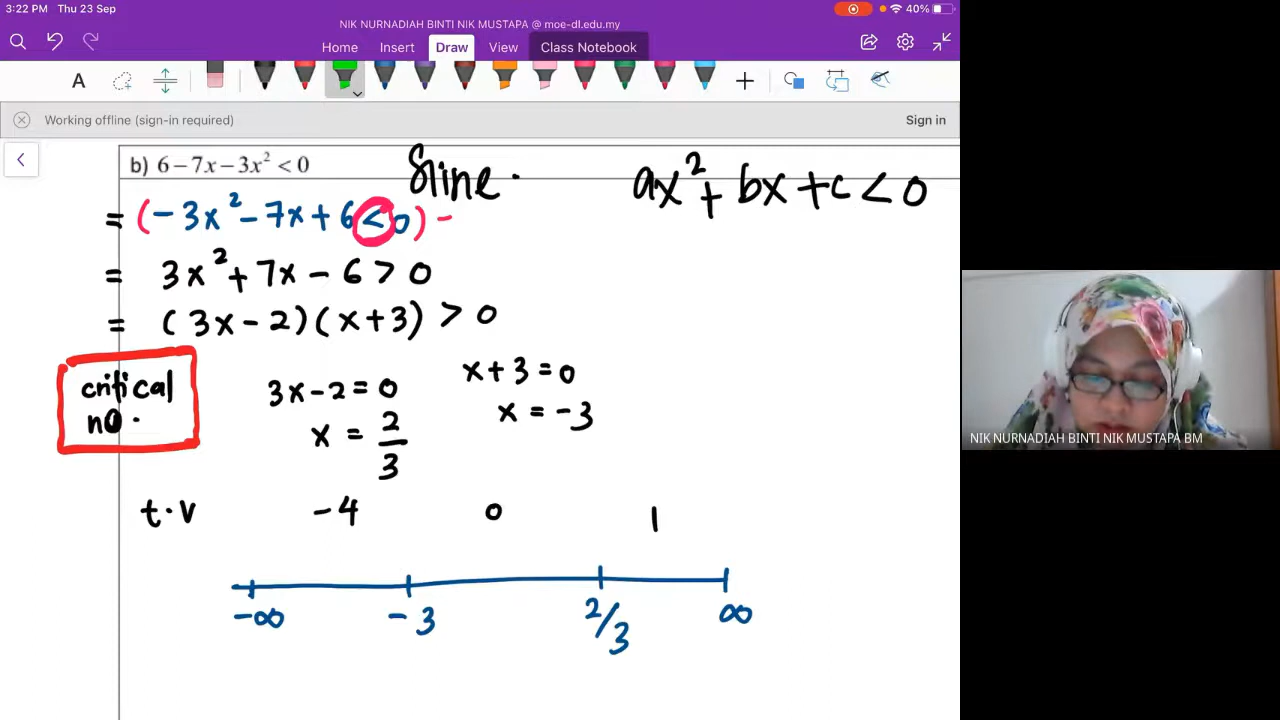 3:22 PM Thu 23 Sep
40%
NIK NURNADIAH BINTI NIK MUSTAPA @ moe-dl.edu.my
Home Insert Draw View Class Notebook
A
Working offline (sign-in required) Sign in
b) 6 − 7x − 3x² < 0
Sline. ax² + bx + c < 0
= (− 3x² − 7x + 6 < 0) −
= 3x² + 7x − 6 > 0
= (3x − 2)(x + 3) > 0
critical
no.
3x − 2 = 0 x + 3 = 0
x = 2/3 x = −3
t.v −4 0 1
−∞ −3 2/3 ∞
NIK NURNADIAH BINTI NIK MUSTAPA BM